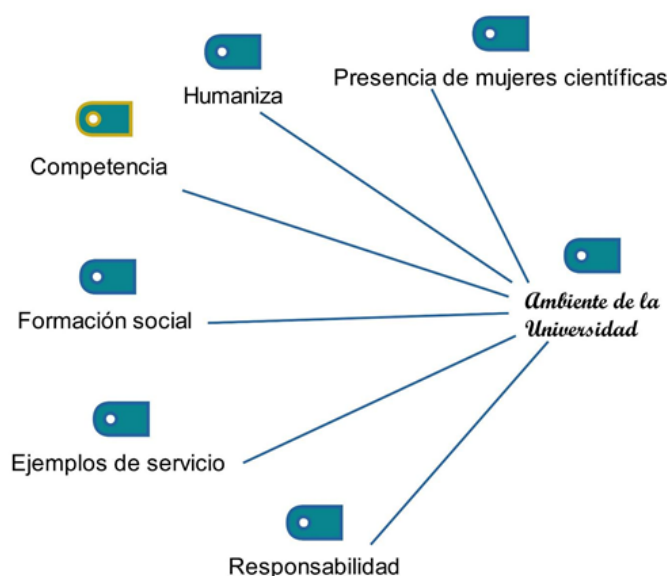 Presencia de mujeres científicas
Humaniza
Competencia
Ambiente de la
Universidad
Formación social
Ejemplos de servicio
Responsabilidad